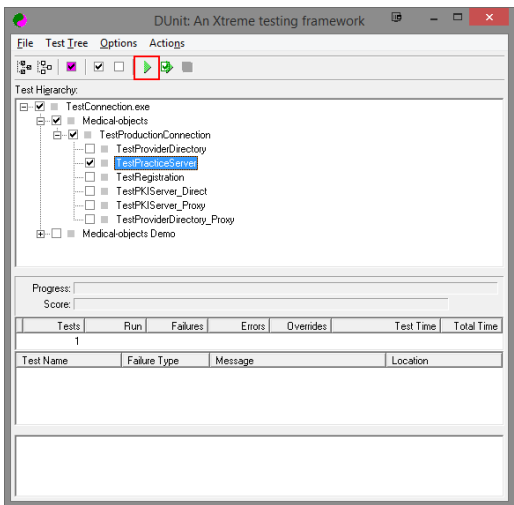 DUnit: An Xtreme testing framework
File Test Tree Options Actions
Test Hierarchy:
TestConnection.exe
Medical-objects
TestProductionConnection
TestProviderDirectory
TestPracticeServer
TestRegistration
TestPKIServer_Direct
TestPKIServer_Proxy
TestProviderDirectory_Proxy
Medical-objects Demo
Progress:
Score:
Tests Run Failures Errors Overrides Test Time Total Time
1
Test Name Failure Type Message Location